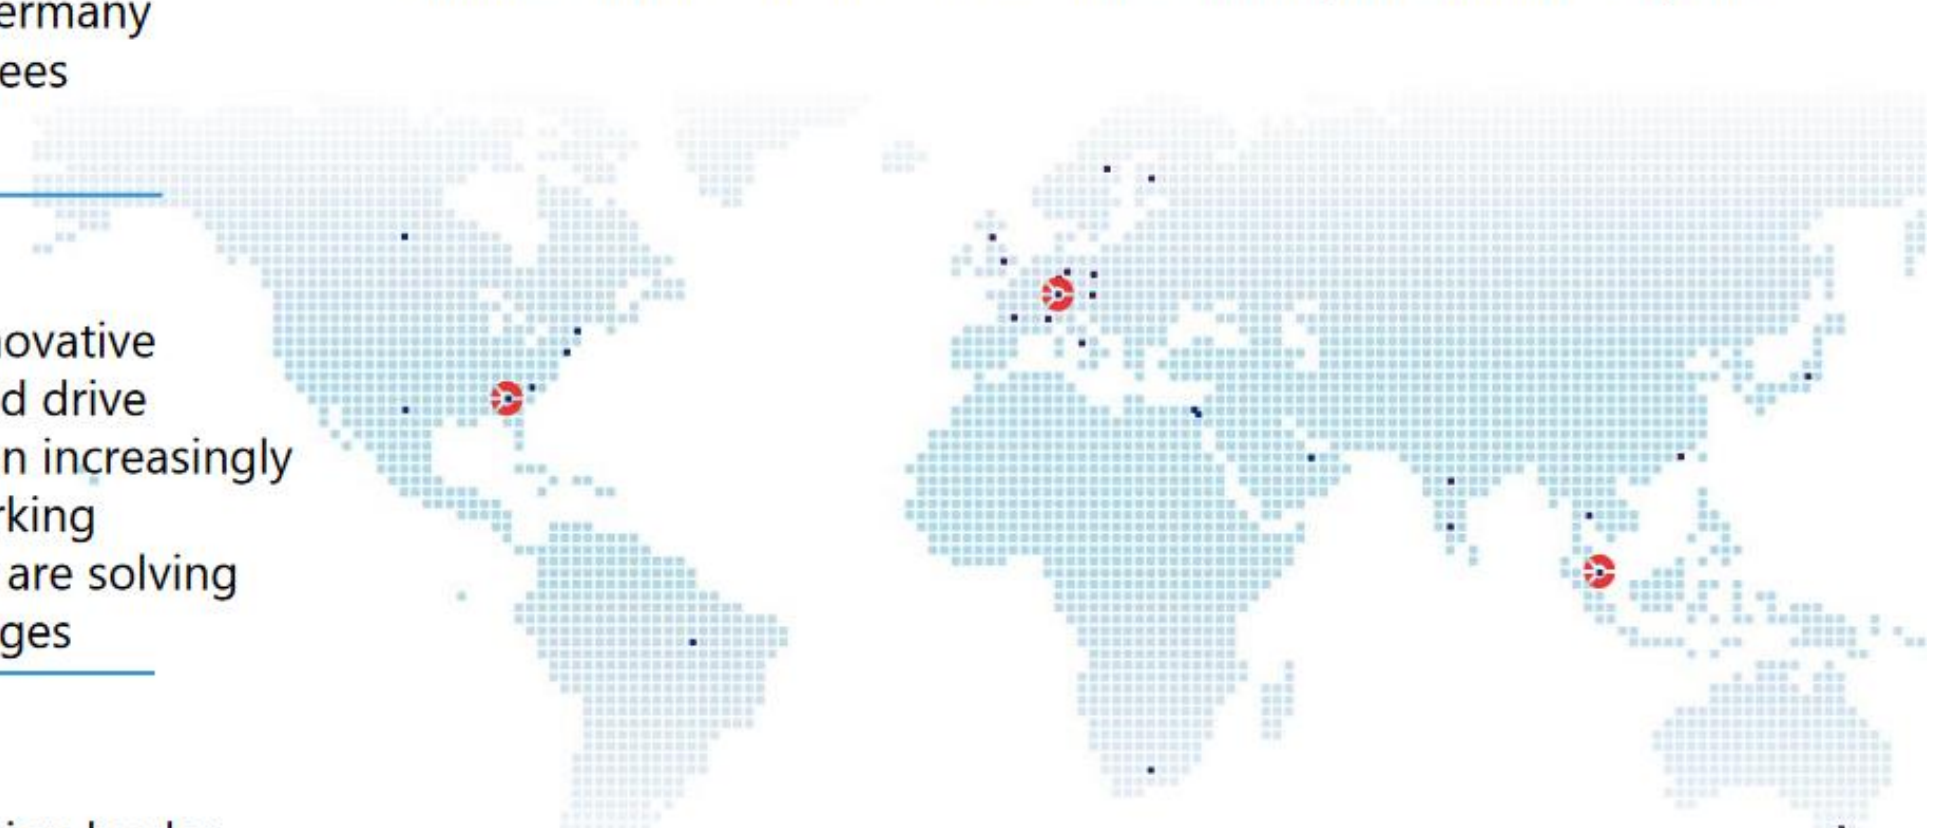 ermany
ees
ovative
d drive
n increasingly
rking
are solving
ges